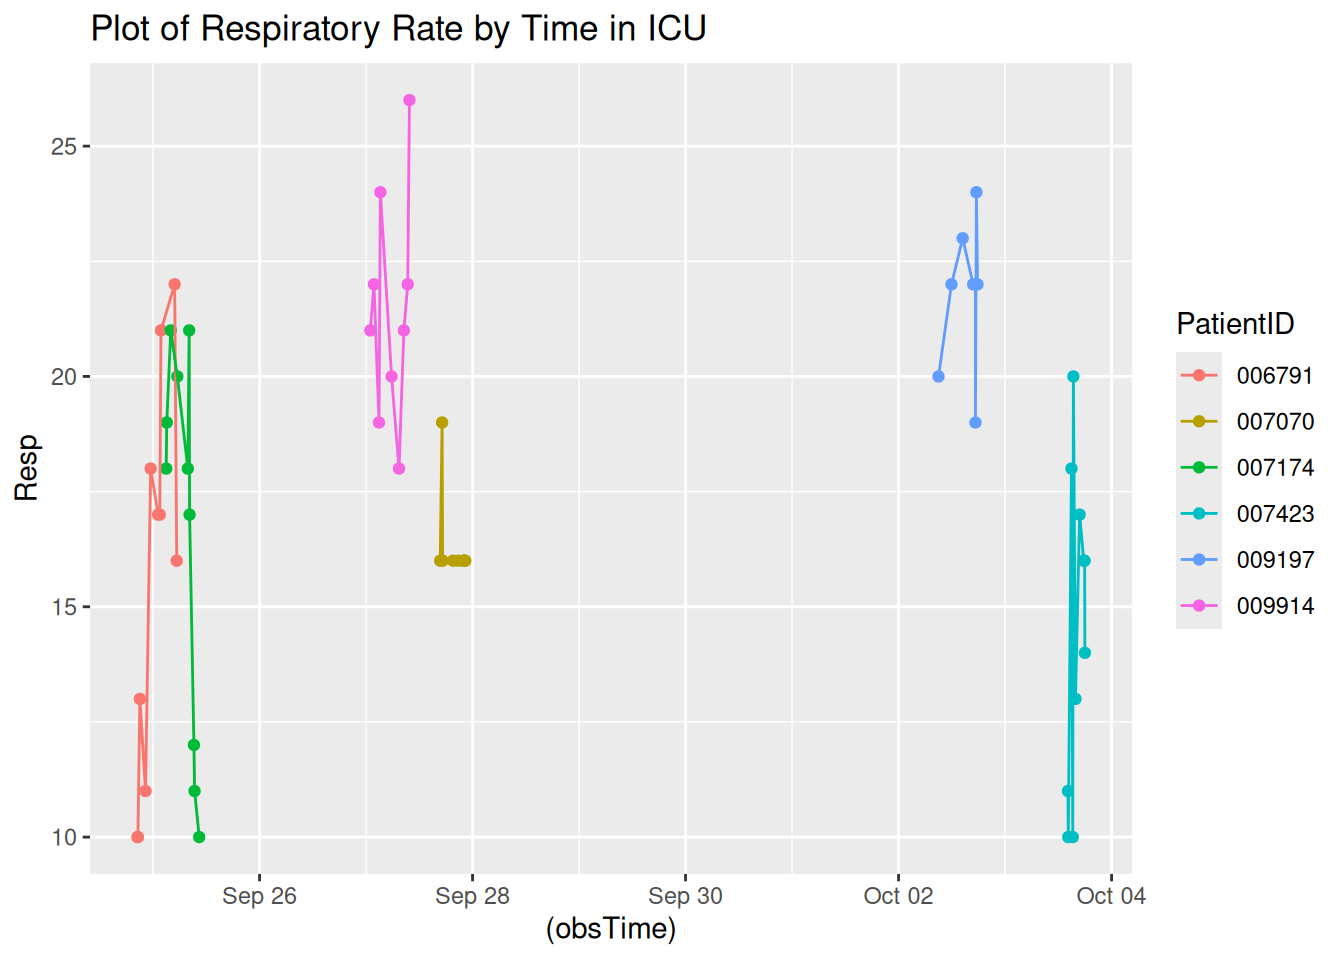 Plot of Respiratory Rate by Time in ICU
25
20
15
10
Resp
Sep 26
Sep 28
Sep 30
Oct 02
Oct 04
(obsTime)
PatientID
006791
007070
007174
007423
009197
009914